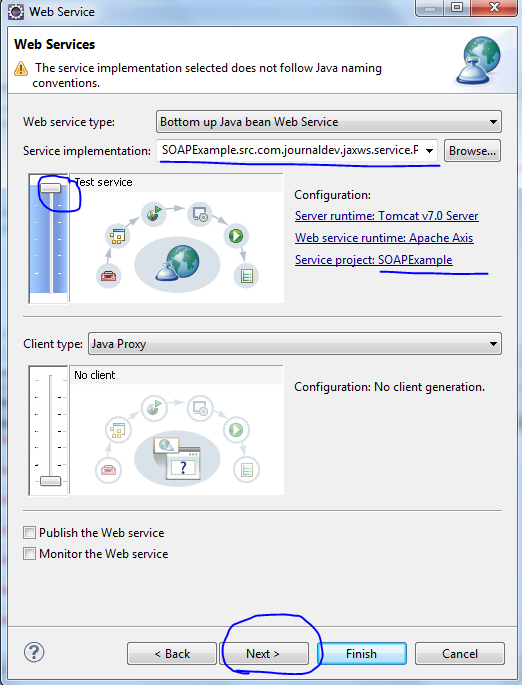 Web Service
Web Services
The service implementation selected does not follow Java naming
conventions.
Web service type:
Bottom up Java bean Web Service
Service implementation:
SOAPExample.src.com.journaldev.jaxws.service.P
Browse...
Test service
Configuration:
Server runtime: Tomcat v7.0 Server
Web service runtime: Apache Axis
Service project: SOAPExample
Client type:
Java Proxy
No client
Configuration: No client generation.
?
Publish the Web service
Monitor the Web service
?
< Back
Next >
Finish
Cancel